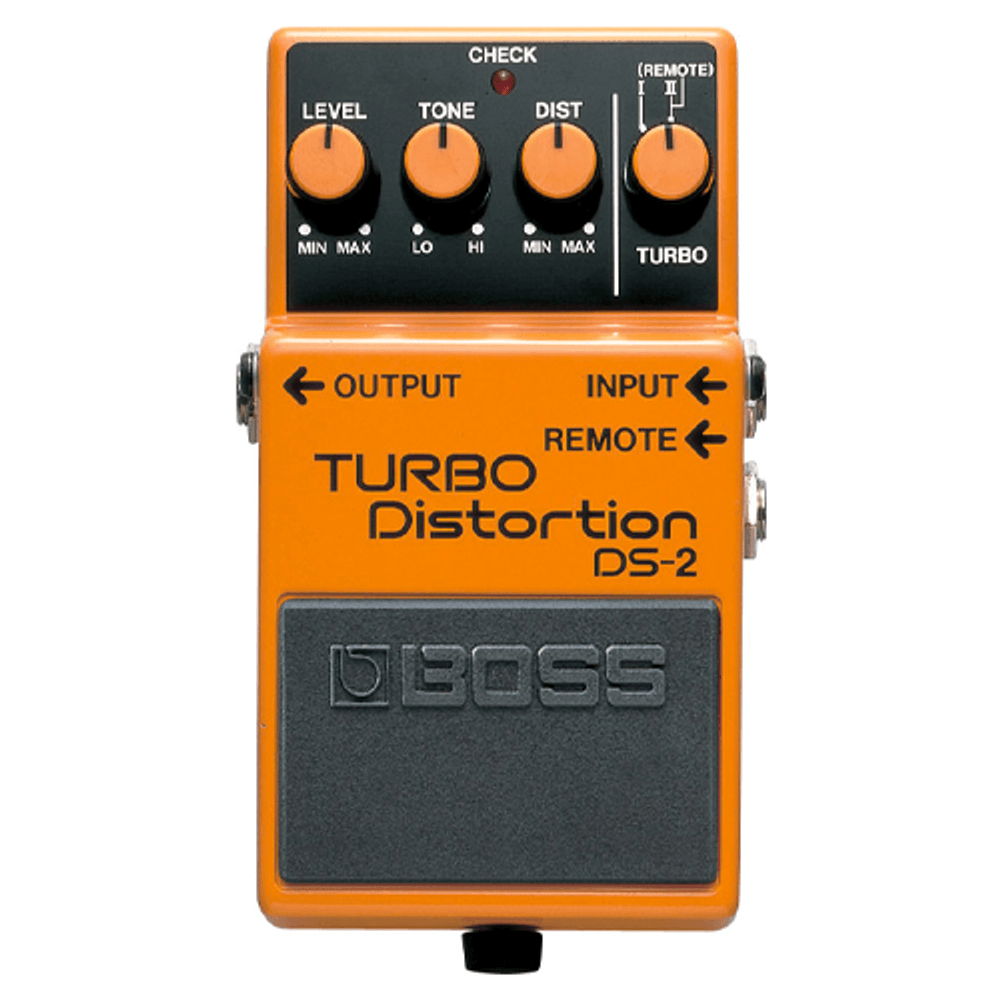 CHECK
(REMOTE)
I II
LEVEL TONE DIST
MIN MAX LO HI MIN MAX
TURBO
OUTPUT INPUT
REMOTE
TURBO
Distortion
DS-2
BOSS